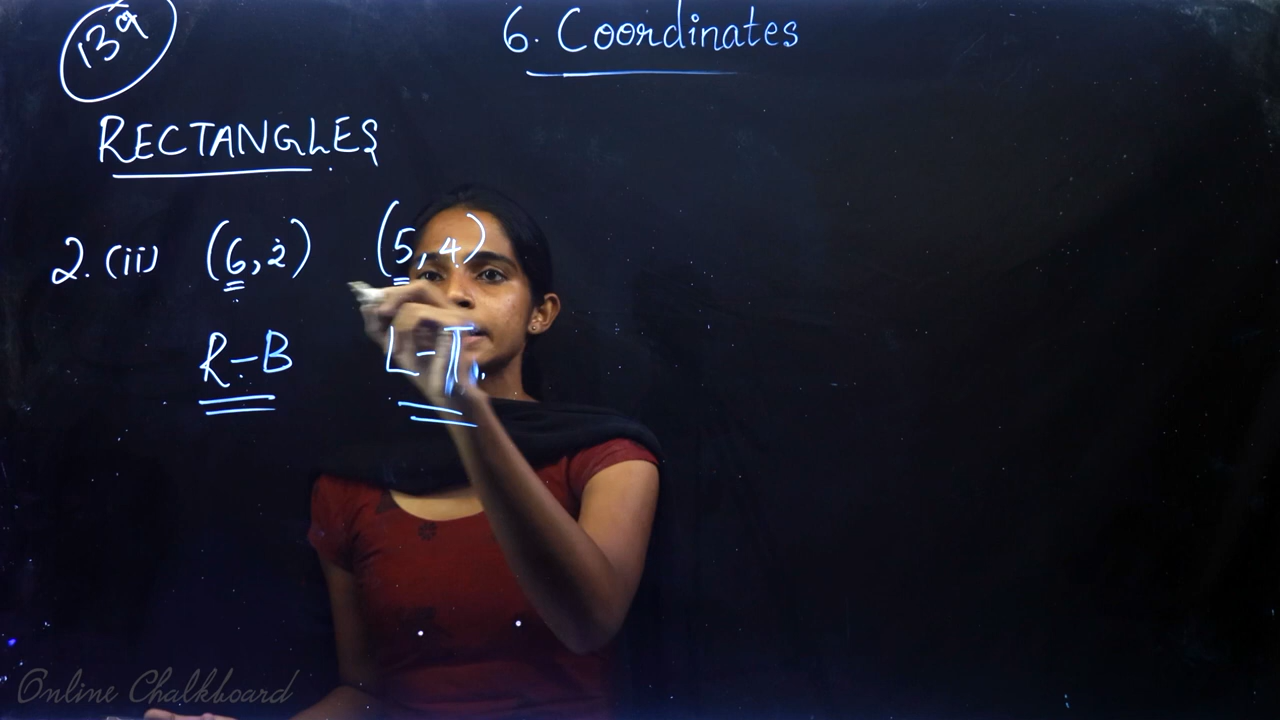 139
6. Coordinates
RECTANGLES
2. (ii) (6,2) (5,4)
R-B L-T
Online Chalkboard